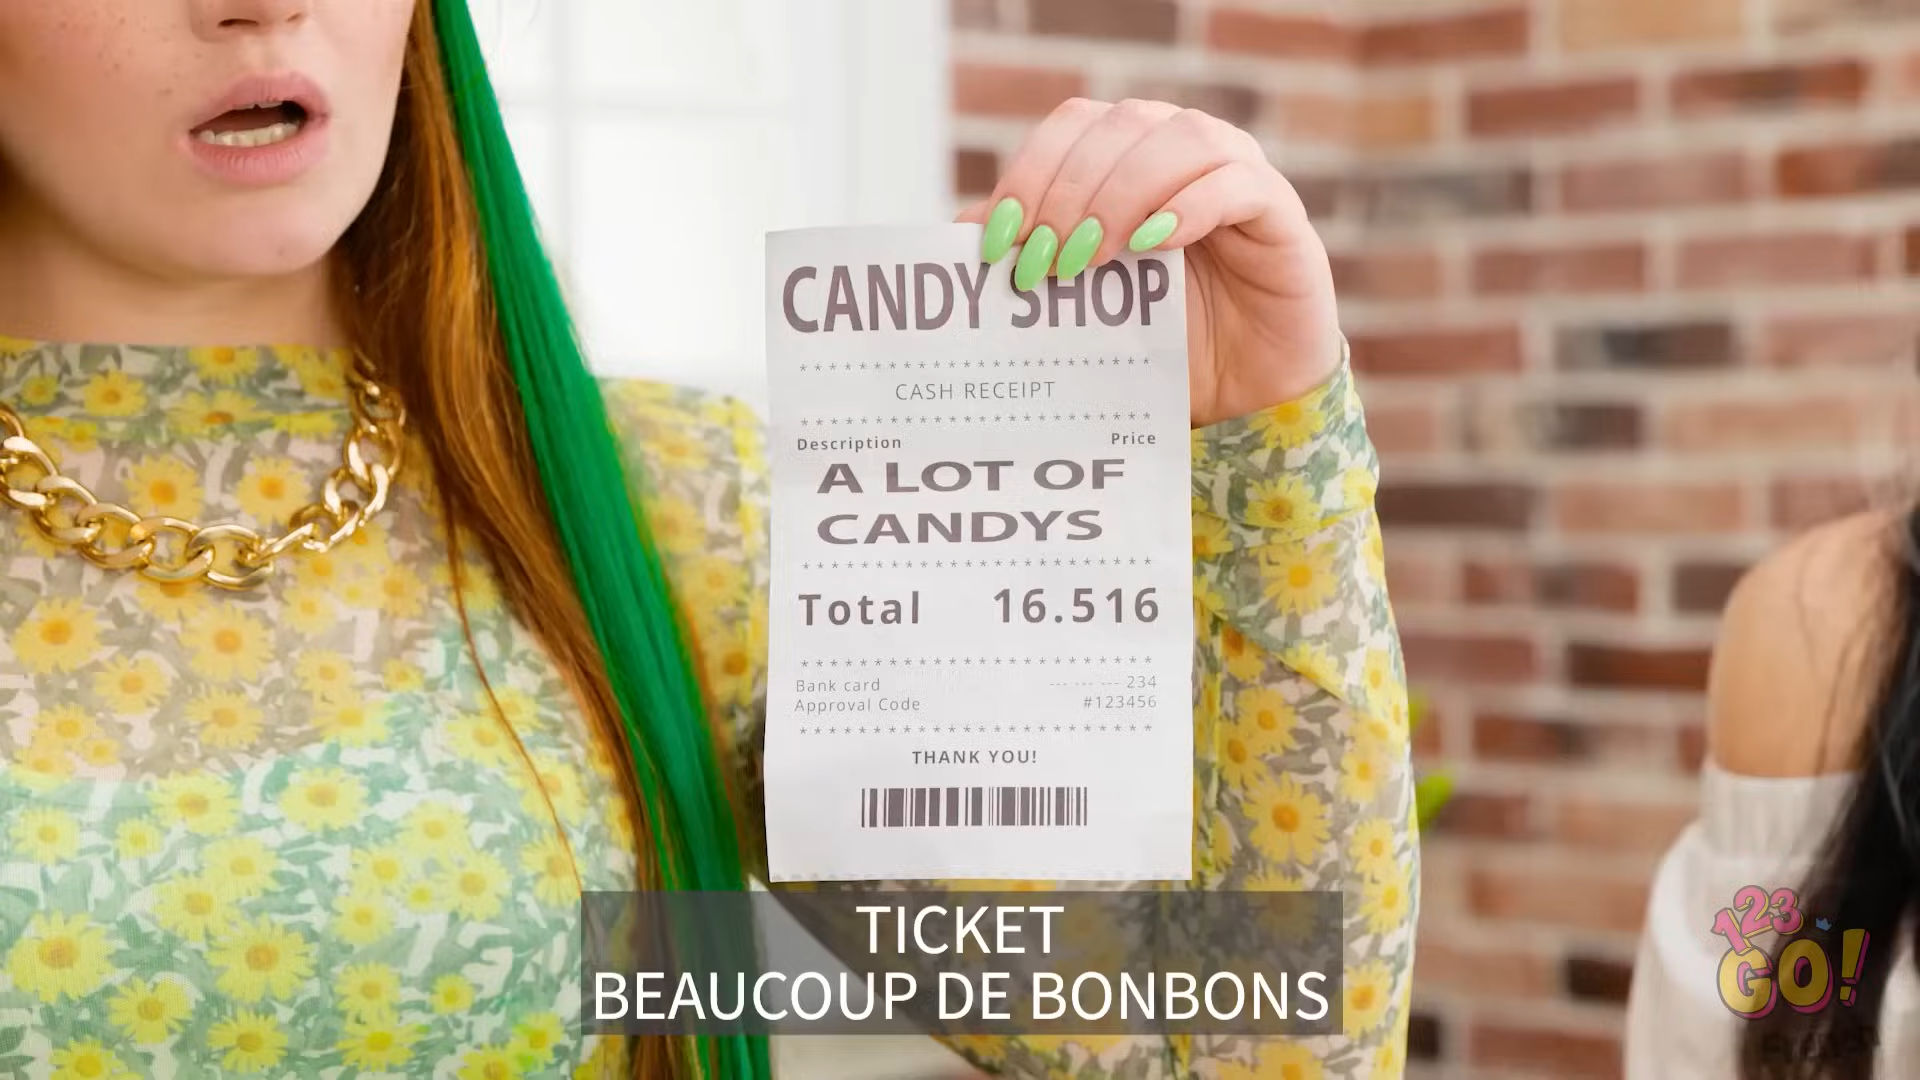 CANDY SHOP
* * * * * * * * * * * * * * * * * * * * * * * *
CASH RECEIPT
* * * * * * * * * * * * * * * * * * * * * * * *
Description Price
A LOT OF
CANDYS
* * * * * * * * * * * * * * * * * * * * * * * *
Total 16.516
* * * * * * * * * * * * * * * * * * * * * * * *
Bank card --- --- --- 234
Approval Code #123456
* * * * * * * * * * * * * * * * * * * * * * * *
THANK YOU!
TICKET
BEAUCOUP DE BONBONS
123
GO!